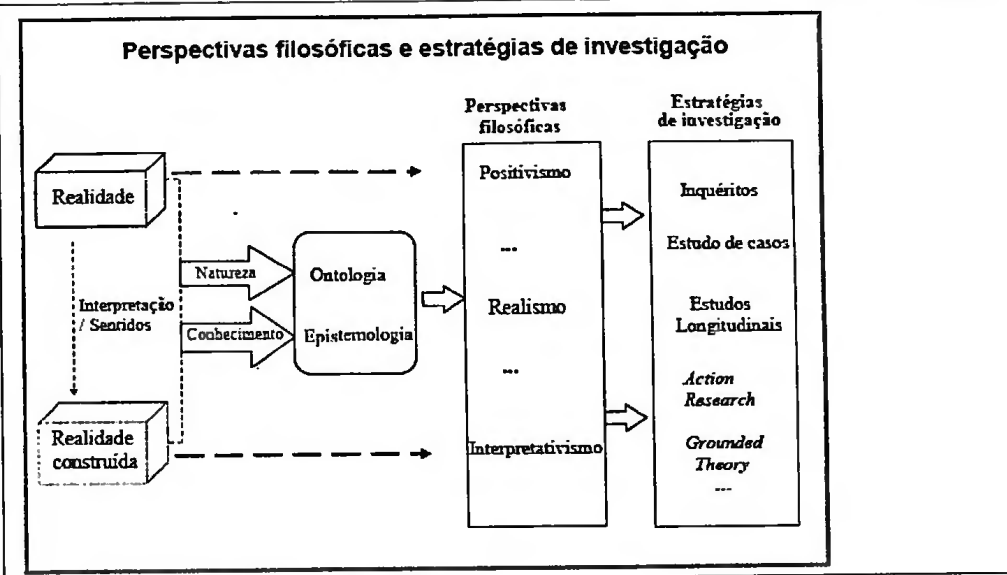 Perspectivas filosóficas e estratégias de investigação
Perspectivas
filosóficas
Estratégias
de investigação
Realidade
Interpretação
/ Sentidos
Realidade
construída
Natureza
Conhecimento
Ontologia
Epistemologia
Positivismo
...
Realismo
...
Interpretativismo
Inquéritos
Estudo de casos
Estudos
Longitudinais
Action
Research
Grounded
Theory
...